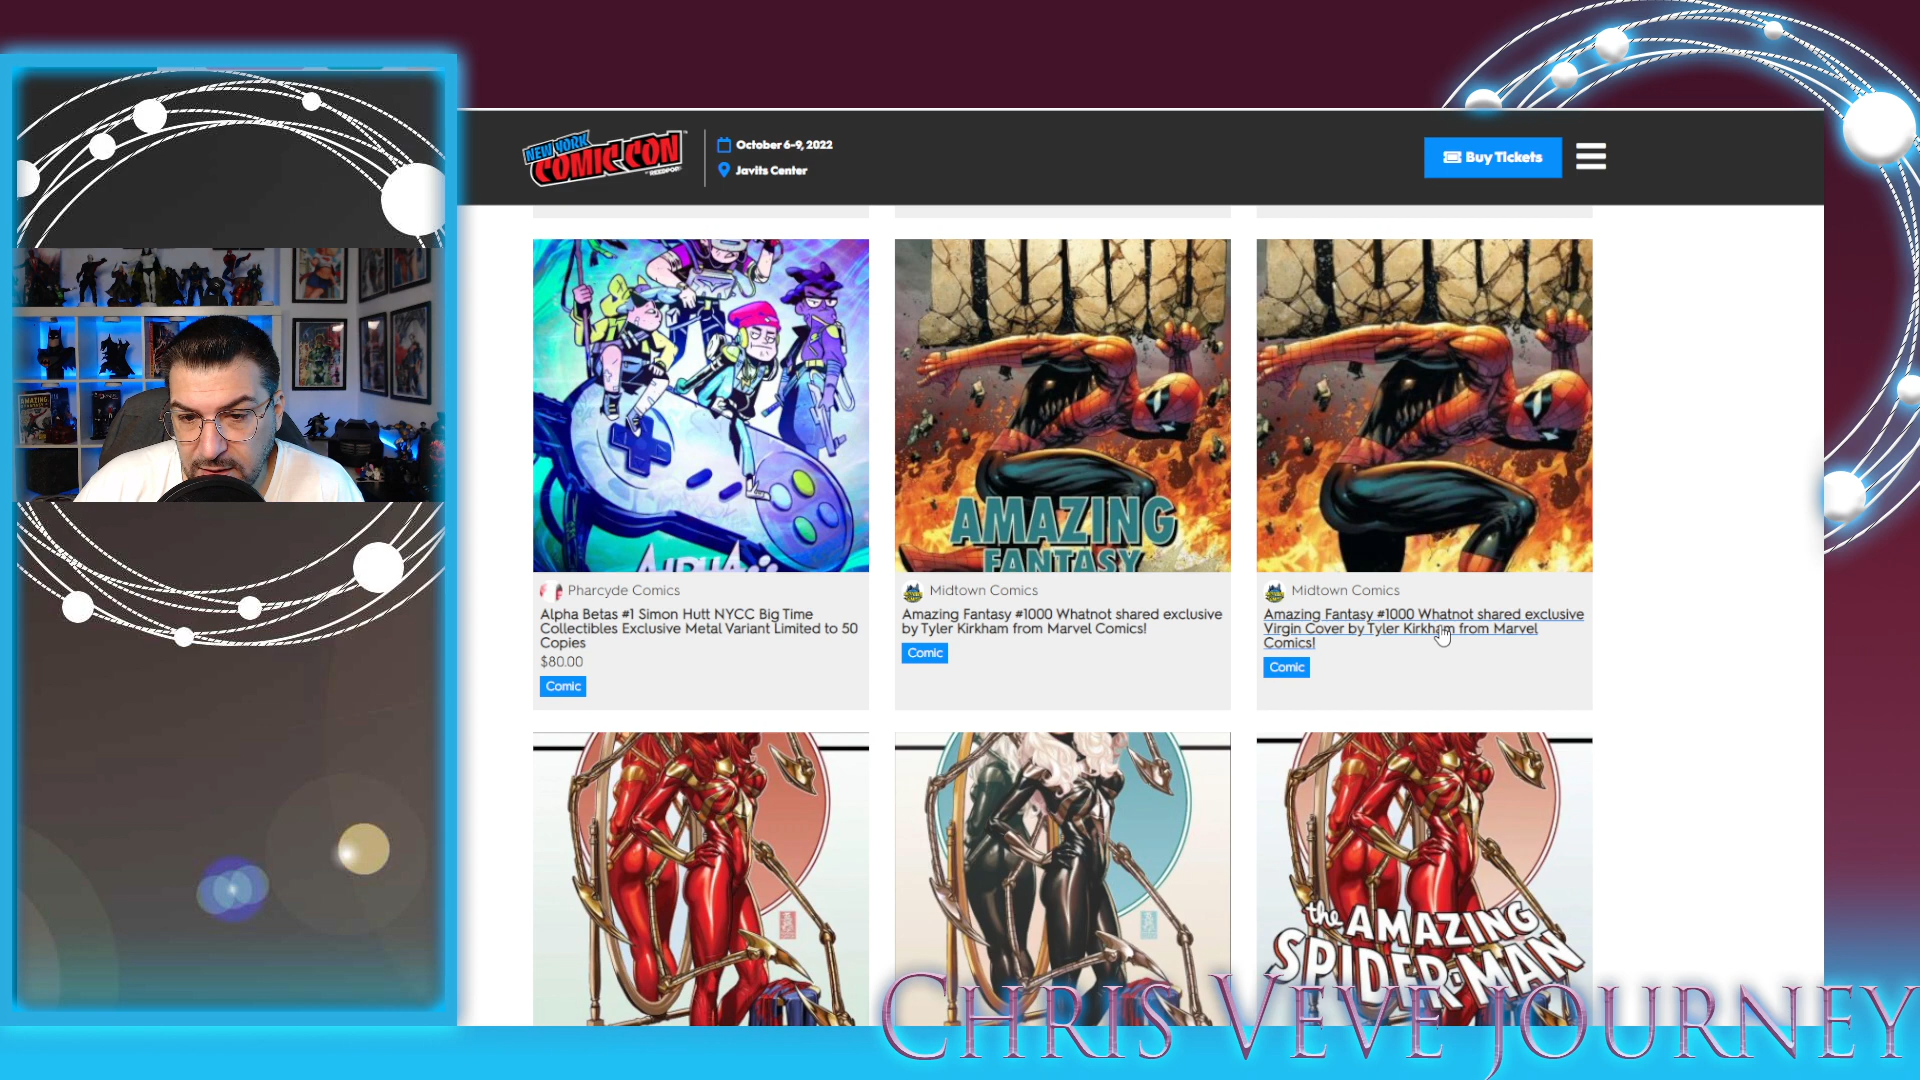 NEW YORK
COMIC CON
BY REEDPOP
October 6-9, 2022
Javits Center
Buy Tickets
AMAZING
AMAZING
FANTASY
Pharcyde Comics
Alpha Betas #1 Simon Hutt NYCC Big Time
Collectibles Exclusive Metal Variant Limited to 50
Copies
$80.00
Comic
Midtown Comics
Amazing Fantasy #1000 Whatnot shared exclusive
by Tyler Kirkham from Marvel Comics!
Comic
Midtown Comics
Amazing Fantasy #1000 Whatnot shared exclusive
Virgin Cover by Tyler Kirkham from Marvel
Comics!
Comic
the AMAZING
SPIDER-MAN
CHRIS VEVE JOURNEY